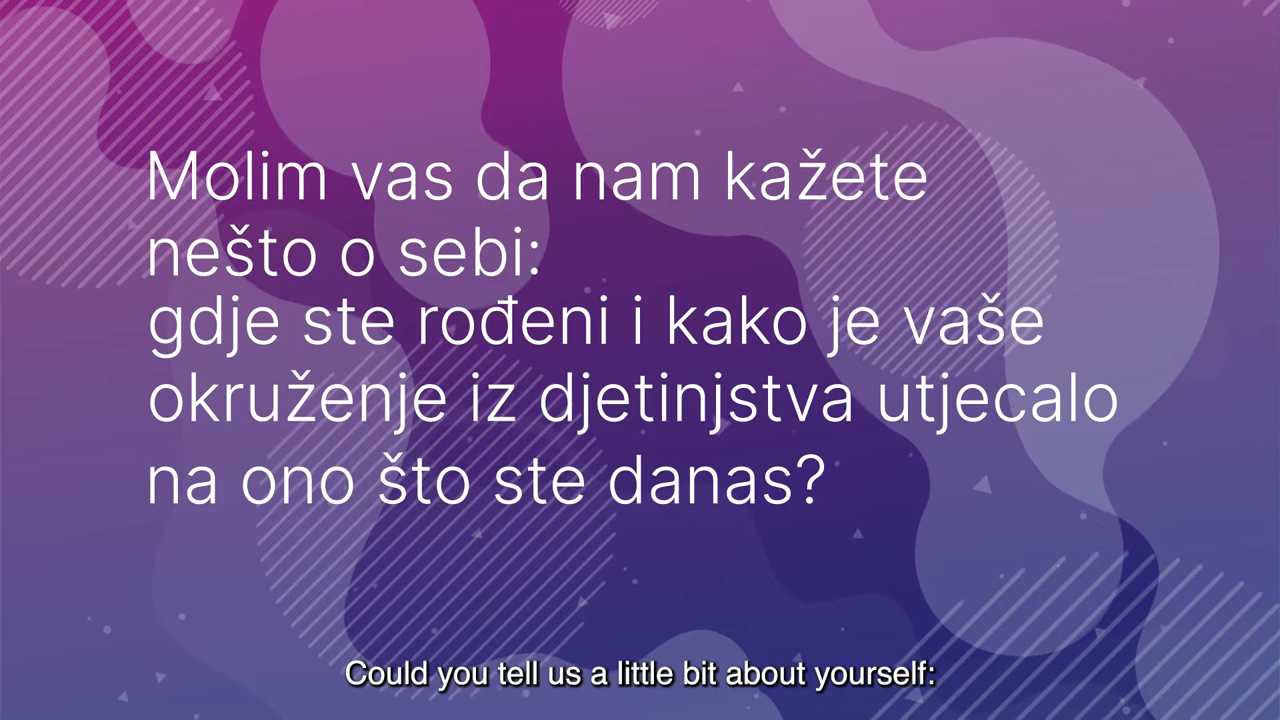 Molim vas da nam kažete
nešto o sebi:
gdje ste rođeni i kako je vaše
okruženje iz djetinjstva utjecalo
na ono što ste danas?
Could you tell us a little bit about yourself: